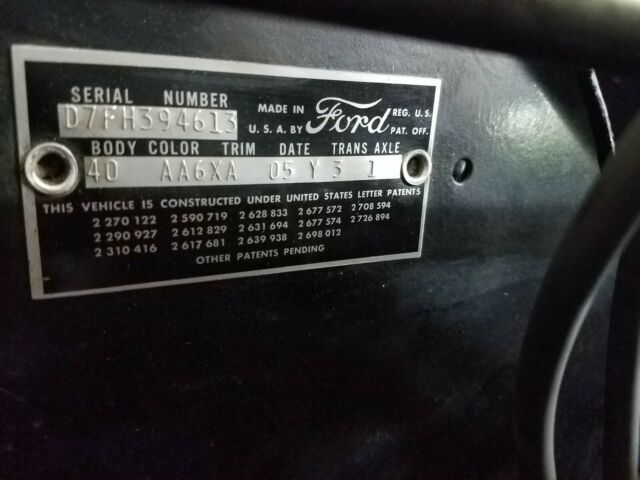 SERIAL NUMBER
D7FH394613
MADE IN
U.S.A. BY
Ford
REG. U.S.
PAT. OFF.
BODY COLOR TRIM DATE TRANS AXLE
40 AA6XA 05 Y 3 1
THIS VEHICLE IS CONSTRUCTED UNDER UNITED STATES LETTER PATENTS
2 270 122 2 590 719 2 628 833 2 677 572 2 708 594
2 290 927 2 612 829 2 631 694 2 677 574 2 726 894
2 310 416 2 617 681 2 639 938 2 698 012
OTHER PATENTS PENDING